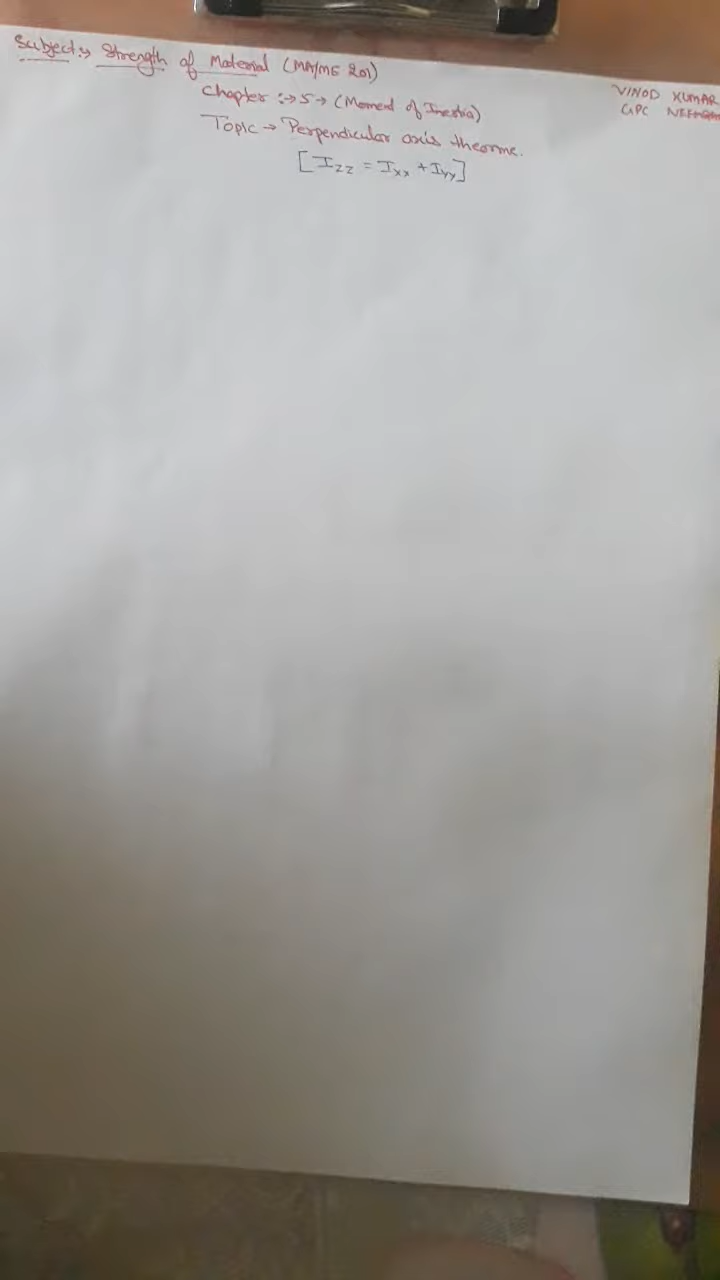 Subject:→ Strength of Material (MA/ME 201)
VINOD KUMAR
GPC
Chapter :→ 5 → (Moment of Inertia)
Topic → Perpendicular axis theorme.
[Izz = Ixx + Iyy]